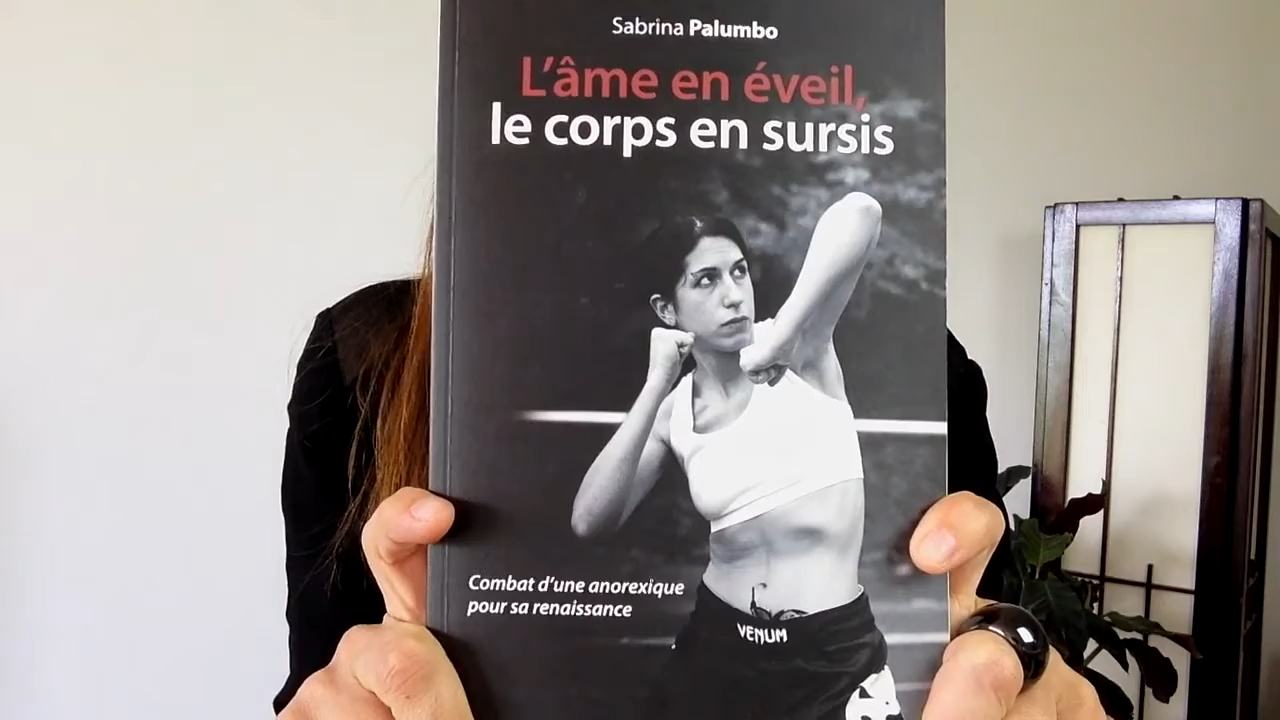 Sabrina Palumbo
L'âme en éveil,
le corps en sursis
Combat d'une anorexique
pour sa renaissance
VENUM